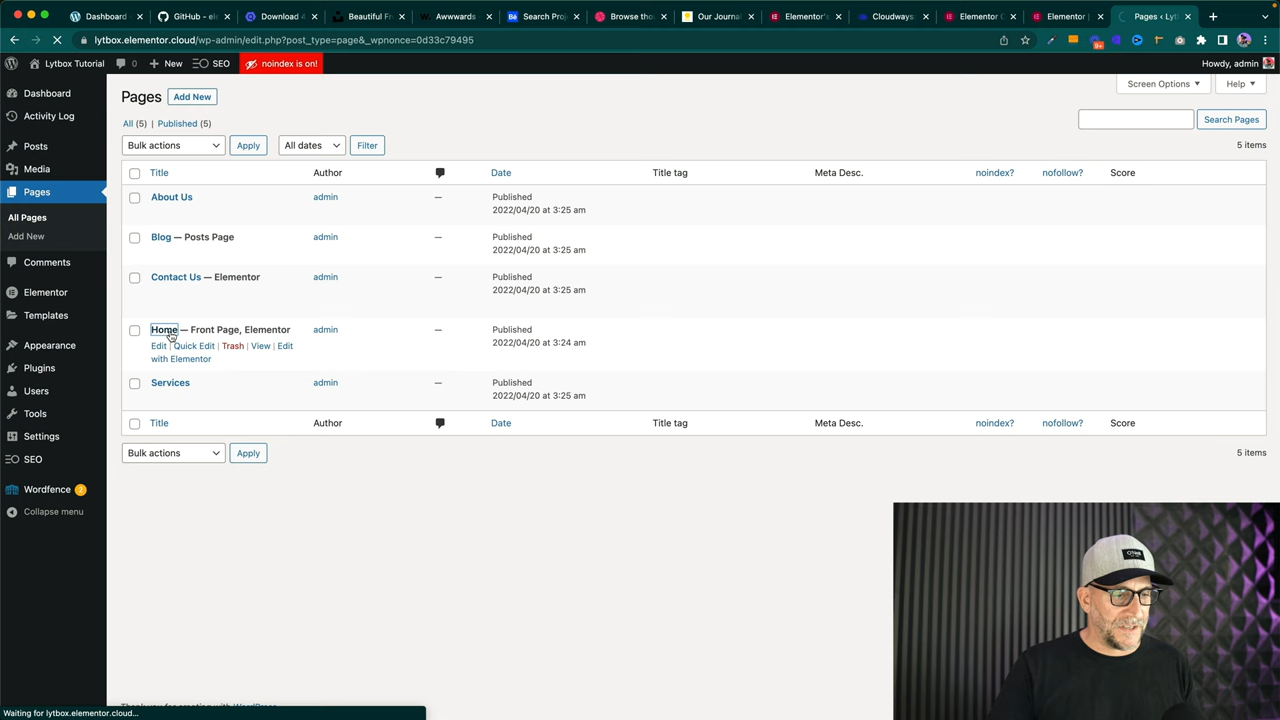 Dashboard
GitHub - ele
Download 4
Beautiful Fr
Awwwards
Search Proj
Browse thou
Our Journal
Elementor's
Cloudways
Elementor C
Elementor |
Pages ‹ Lyt
lytbox.elementor.cloud/wp-admin/edit.php?post_type=page&_wpnonce=0d33c79495
Lytbox Tutorial 0 New SEO noindex is on! Howdy, admin
Dashboard
Activity Log
Posts
Media
Pages
All Pages
Add New
Comments
Elementor
Templates
Appearance
Plugins
Users
Tools
Settings
SEO
Wordfence 2
Collapse menu
Screen Options Help
Pages Add New
All (5) | Published (5)
Search Pages
Bulk actions Apply All dates Filter 5 items
Title Author Date Title tag Meta Desc. noindex? nofollow? Score
About Us admin — Published
2022/04/20 at 3:25 am
Blog — Posts Page admin — Published
2022/04/20 at 3:25 am
Contact Us — Elementor admin — Published
2022/04/20 at 3:25 am
Home — Front Page, Elementor admin — Published
2022/04/20 at 3:24 am
Edit | Quick Edit | Trash | View | Edit
with Elementor
Services admin — Published
2022/04/20 at 3:25 am
Title Author Date Title tag Meta Desc. noindex? nofollow? Score
Bulk actions Apply 5 items
Waiting for lytbox.elementor.cloud...